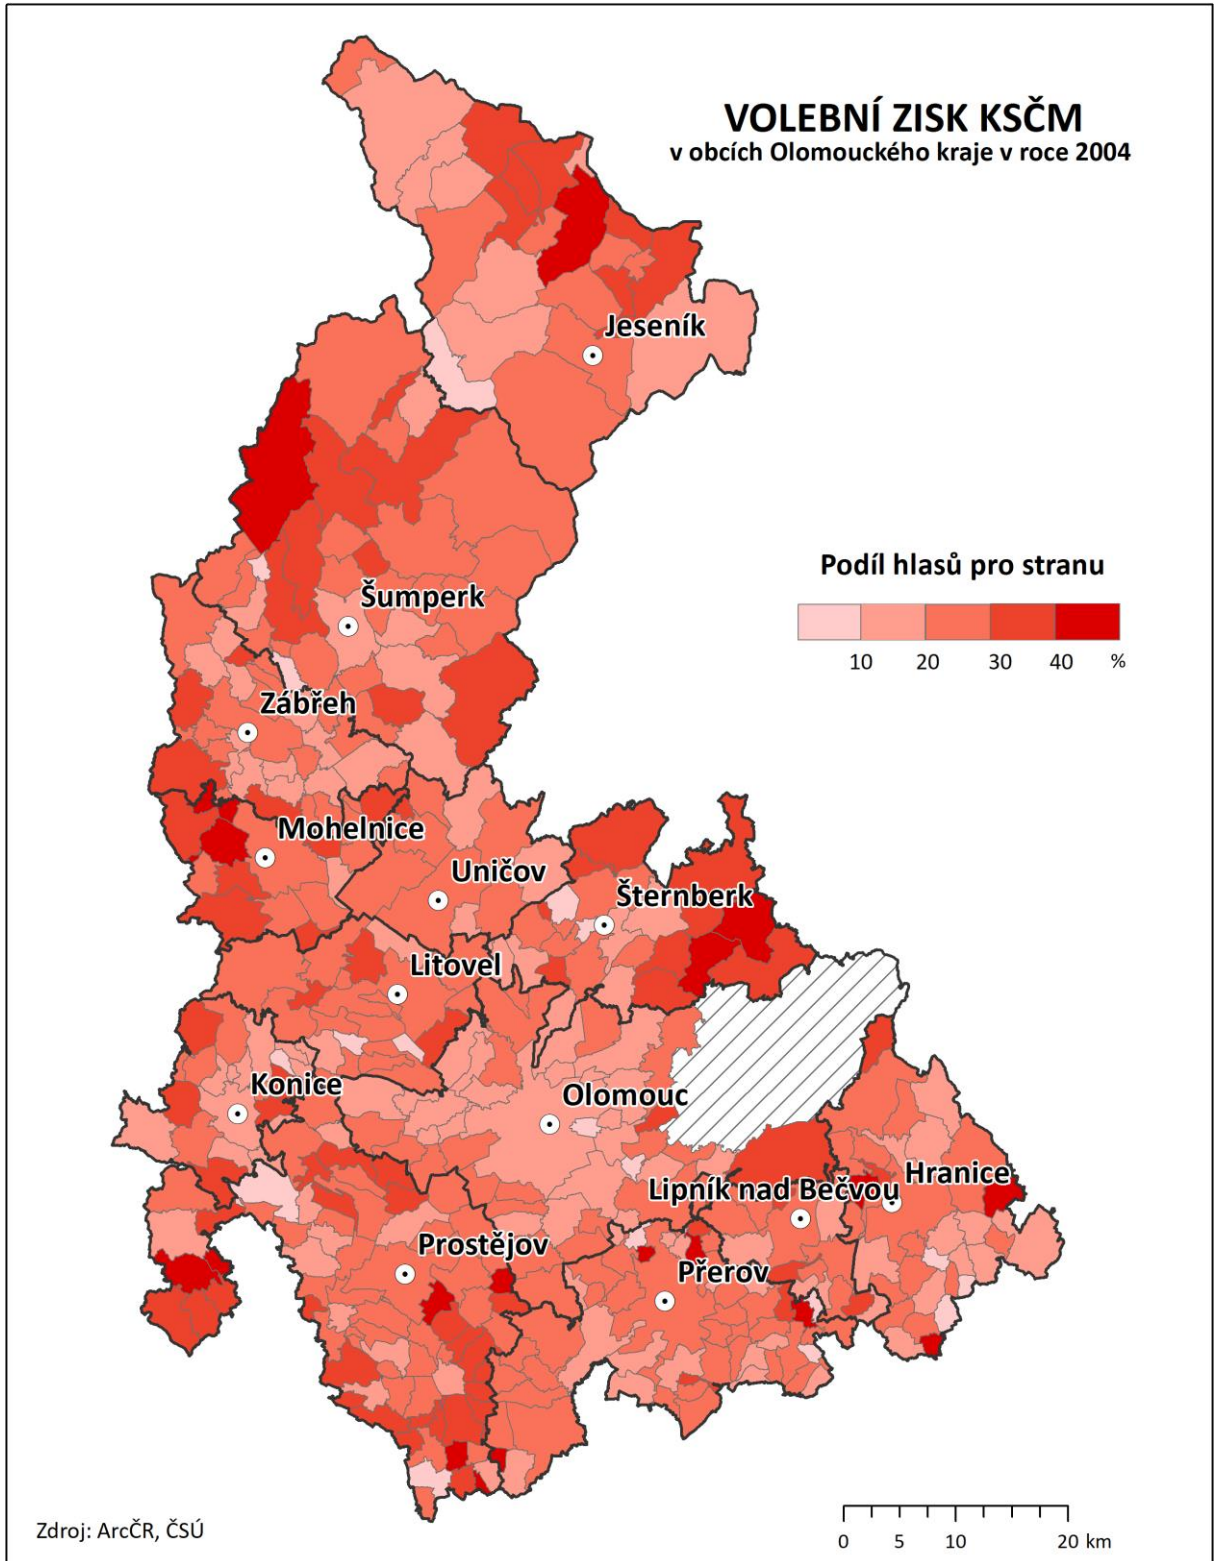 VOLEBNÍ ZISK KSČM
v obcích Olomouckého kraje v roce 2004
Jeseník
Podíl hlasů pro stranu
10 20 30 40 %
Šumperk
Zábřeh
Mohelnice
Uničov
Šternberk
Litovel
Konice
Olomouc
Hranice
Lipník nad Bečvou
Prostějov
Přerov
Zdroj: ArcČR, ČSÚ
0 5 10 20 km